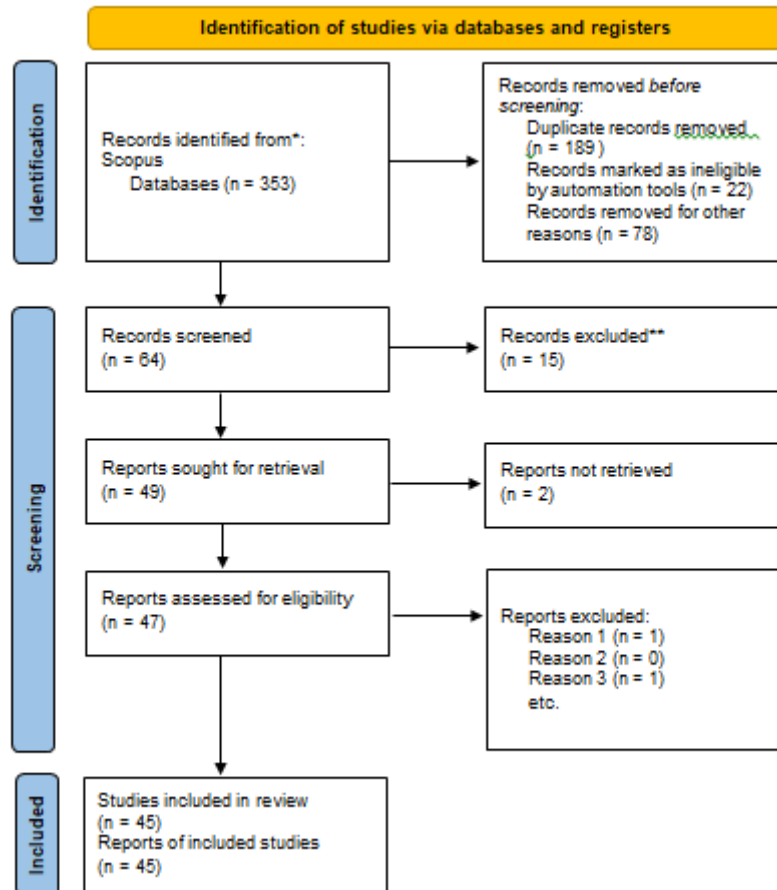 Identification of studies via databases and registers
Identification
Records identified from*:
Scopus
Databases (n = 353)
Records removed before
screening:
Duplicate records removed
(n = 189 )
Records marked as ineligible
by automation tools (n = 22)
Records removed for other
reasons (n = 78)
Screening
Records screened
(n = 64)
Records excluded**
(n = 15)
Reports sought for retrieval
(n = 49)
Reports not retrieved
(n = 2)
Reports assessed for eligibility
(n = 47)
Reports excluded:
Reason 1 (n = 1)
Reason 2 (n = 0)
Reason 3 (n = 1)
etc.
Included
Studies included in review
(n = 45)
Reports of included studies
(n = 45)